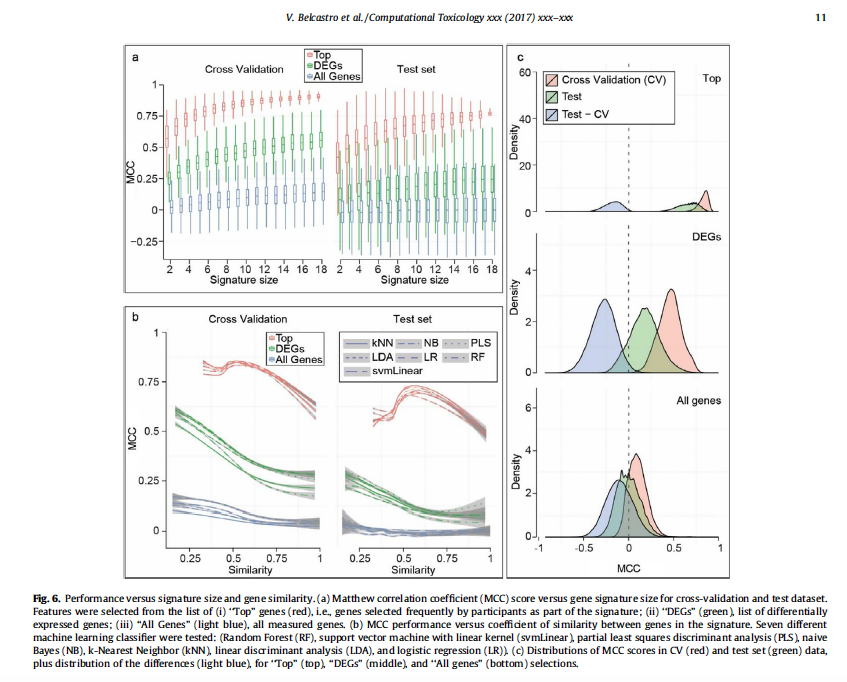 V. Belcastro et al. / Computational Toxicology xxx (2017) xxx–xxx
11
a
Top
DEGs
All Genes
Cross Validation
Test set
1
0.75
0.5
0.25
0
−0.25
MCC
2 4 6 8 10 12 14 16 18
2 4 6 8 10 12 14 16 18
Signature size
Signature size
b
Cross Validation
Test set
Top
DEGs
All Genes
kNN NB PLS
LDA LR RF
svmLinear
1
0.75
0.5
0.25
0
MCC
0.25 0.5 0.75 1
0.25 0.5 0.75 1
Similarity
Similarity
c
Top
Cross Validation (CV)
Test
Test − CV
60
40
20
0
Density
DEGs
4
2
0
Density
All genes
6
4
2
0
Density
-1 -0.5 0 0.5 1
MCC
Fig. 6. Performance versus signature size and gene similarity. (a) Matthew correlation coefficient (MCC) score versus gene signature size for cross-validation and test dataset.
Features were selected from the list of (i) “Top” genes (red), i.e., genes selected frequently by participants as part of the signature; (ii) “DEGs” (green), list of differentially
expressed genes; (iii) “All Genes” (light blue), all measured genes. (b) MCC performance versus coefficient of similarity between genes in the signature. Seven different
machine learning classifier were tested: (Random Forest (RF), support vector machine with linear kernel (svmLinear), partial least squares discriminant analysis (PLS), naive
Bayes (NB), k-Nearest Neighbor (kNN), linear discriminant analysis (LDA), and logistic regression (LR)). (c) Distributions of MCC scores in CV (red) and test set (green) data,
plus distribution of the differences (light blue), for “Top” (top), “DEGs” (middle), and “All genes” (bottom) selections.